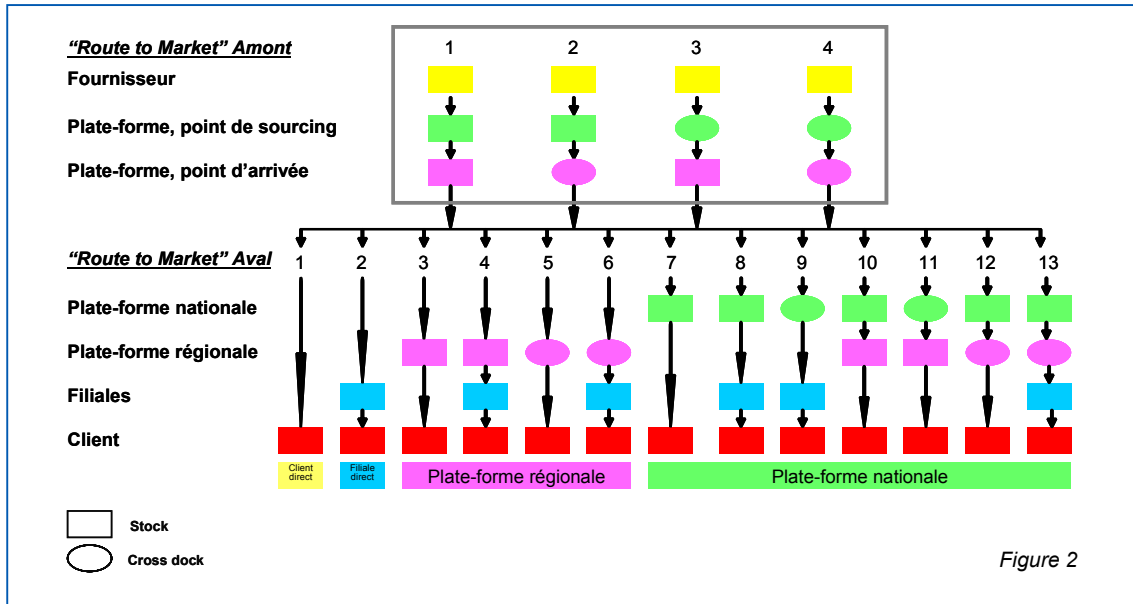 “Route to Market” Amont 1 2 3 4
Fournisseur
Plate-forme, point de sourcing
Plate-forme, point d’arrivée
“Route to Market” Aval 1 2 3 4 5 6 7 8 9 10 11 12 13
Plate-forme nationale
Plate-forme régionale
Filiales
Client
Client direct
Filiale direct
Plate-forme régionale
Plate-forme nationale
Stock
Cross dock
Figure 2